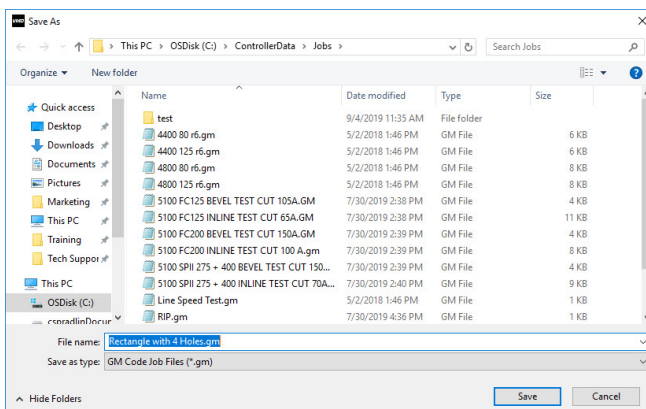 VMD Save As
This PC > OSDisk (C:) > ControllerData > Jobs >
Search Jobs
Organize New folder
Name Date modified Type Size
Quick access
Desktop
Downloads
Documents
Pictures
Marketing
This PC
Training
Tech Suppor
This PC
OSDisk (C:)
cspradlinDocur
test 9/4/2019 11:35 AM File folder
4400 80 r6.gm 5/2/2018 1:46 PM GM File 6 KB
4400 125 r6.gm 5/2/2018 1:46 PM GM File 6 KB
4800 80 r6.gm 5/2/2018 1:46 PM GM File 8 KB
4800 125 r6.gm 5/2/2018 1:46 PM GM File 8 KB
5100 FC125 BEVEL TEST CUT 105A.GM 7/30/2019 2:38 PM GM File 4 KB
5100 FC125 INLINE TEST CUT 65A.GM 7/30/2019 2:38 PM GM File 11 KB
5100 FC200 BEVEL TEST CUT 150A.GM 7/30/2019 2:39 PM GM File 4 KB
5100 FC200 INLINE TEST CUT 100 A.gm 7/30/2019 2:39 PM GM File 8 KB
5100 SPII 275 + 400 BEVEL TEST CUT 150... 7/30/2019 2:39 PM GM File 4 KB
5100 SPII 275 + 400 INLINE TEST CUT 70A... 7/30/2019 2:40 PM GM File 9 KB
Line Speed Test.gm 5/2/2018 1:46 PM GM File 1 KB
RIP.gm 7/30/2019 4:36 PM GM File 1 KB
File name: Rectangle with 4 Holes.gm
Save as type: GM Code Job Files (*.gm)
Hide Folders
Save Cancel